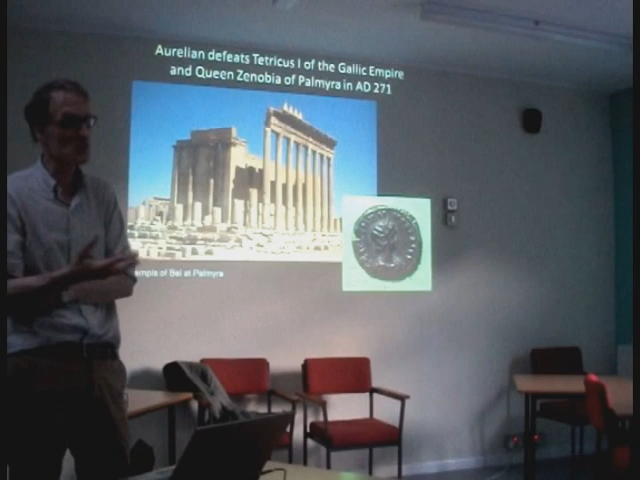 Aurelian defeats Tetricus I of the Gallic Empire
and Queen Zenobia of Palmyra in AD 271
of Bel at Palmyra